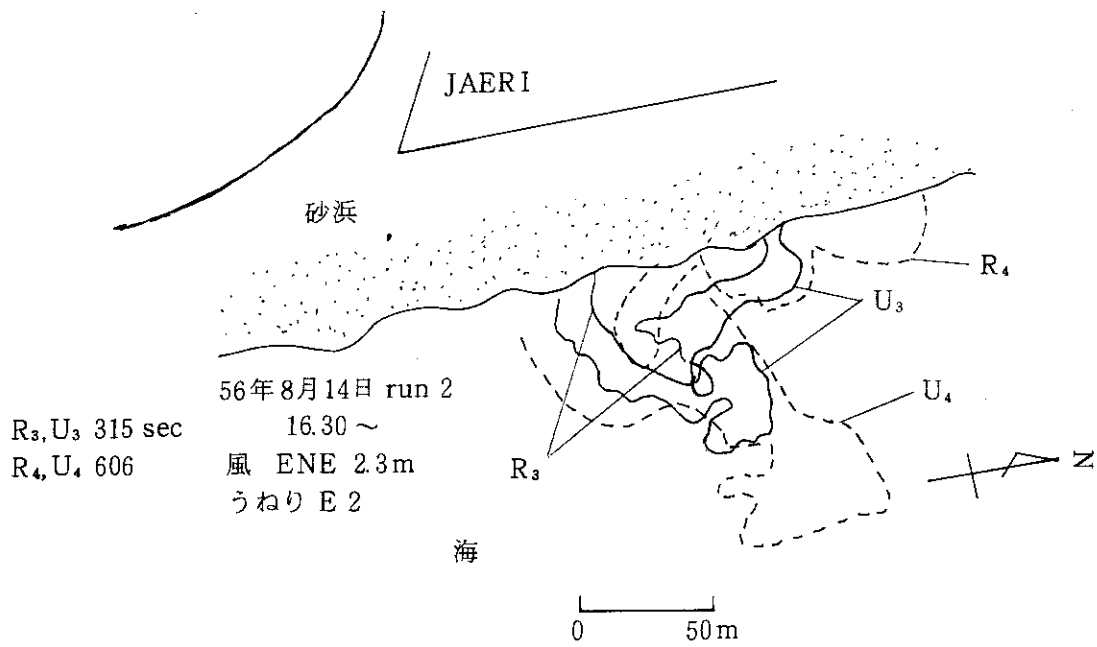 JAERI
砂浜
R₄
U₃
U₄
R₃
56年8月14日 run 2
16.30 ~
風 ENE 2.3m
うねり E 2
R₃,U₃ 315 sec
R₄,U₄ 606
海
N
0 50m